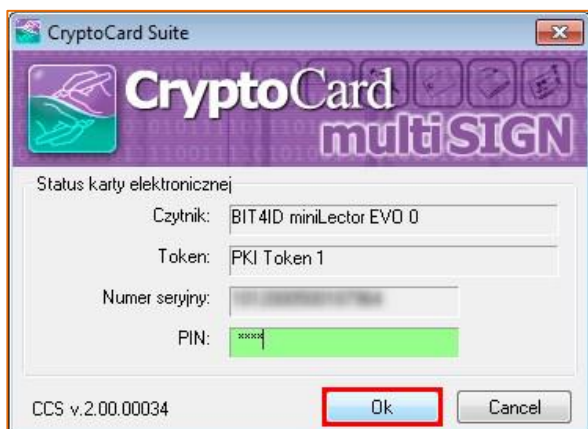 CryptoCard Suite
CryptoCard
multiSIGN
Status karty elektronicznej
Czytnik: BIT4ID miniLector EVO 0
Token: PKI Token 1
Numer seryjny:
PIN: ****
CCS v.2.00.00034 Ok Cancel